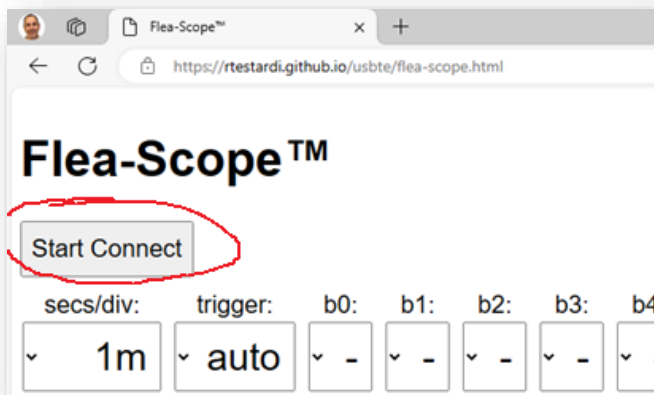 Flea-Scope™
https://rtestardi.github.io/usbte/flea-scope.html
Flea-Scope™
Start Connect
secs/div: trigger: b0: b1: b2: b3: b4
1m auto - - - -